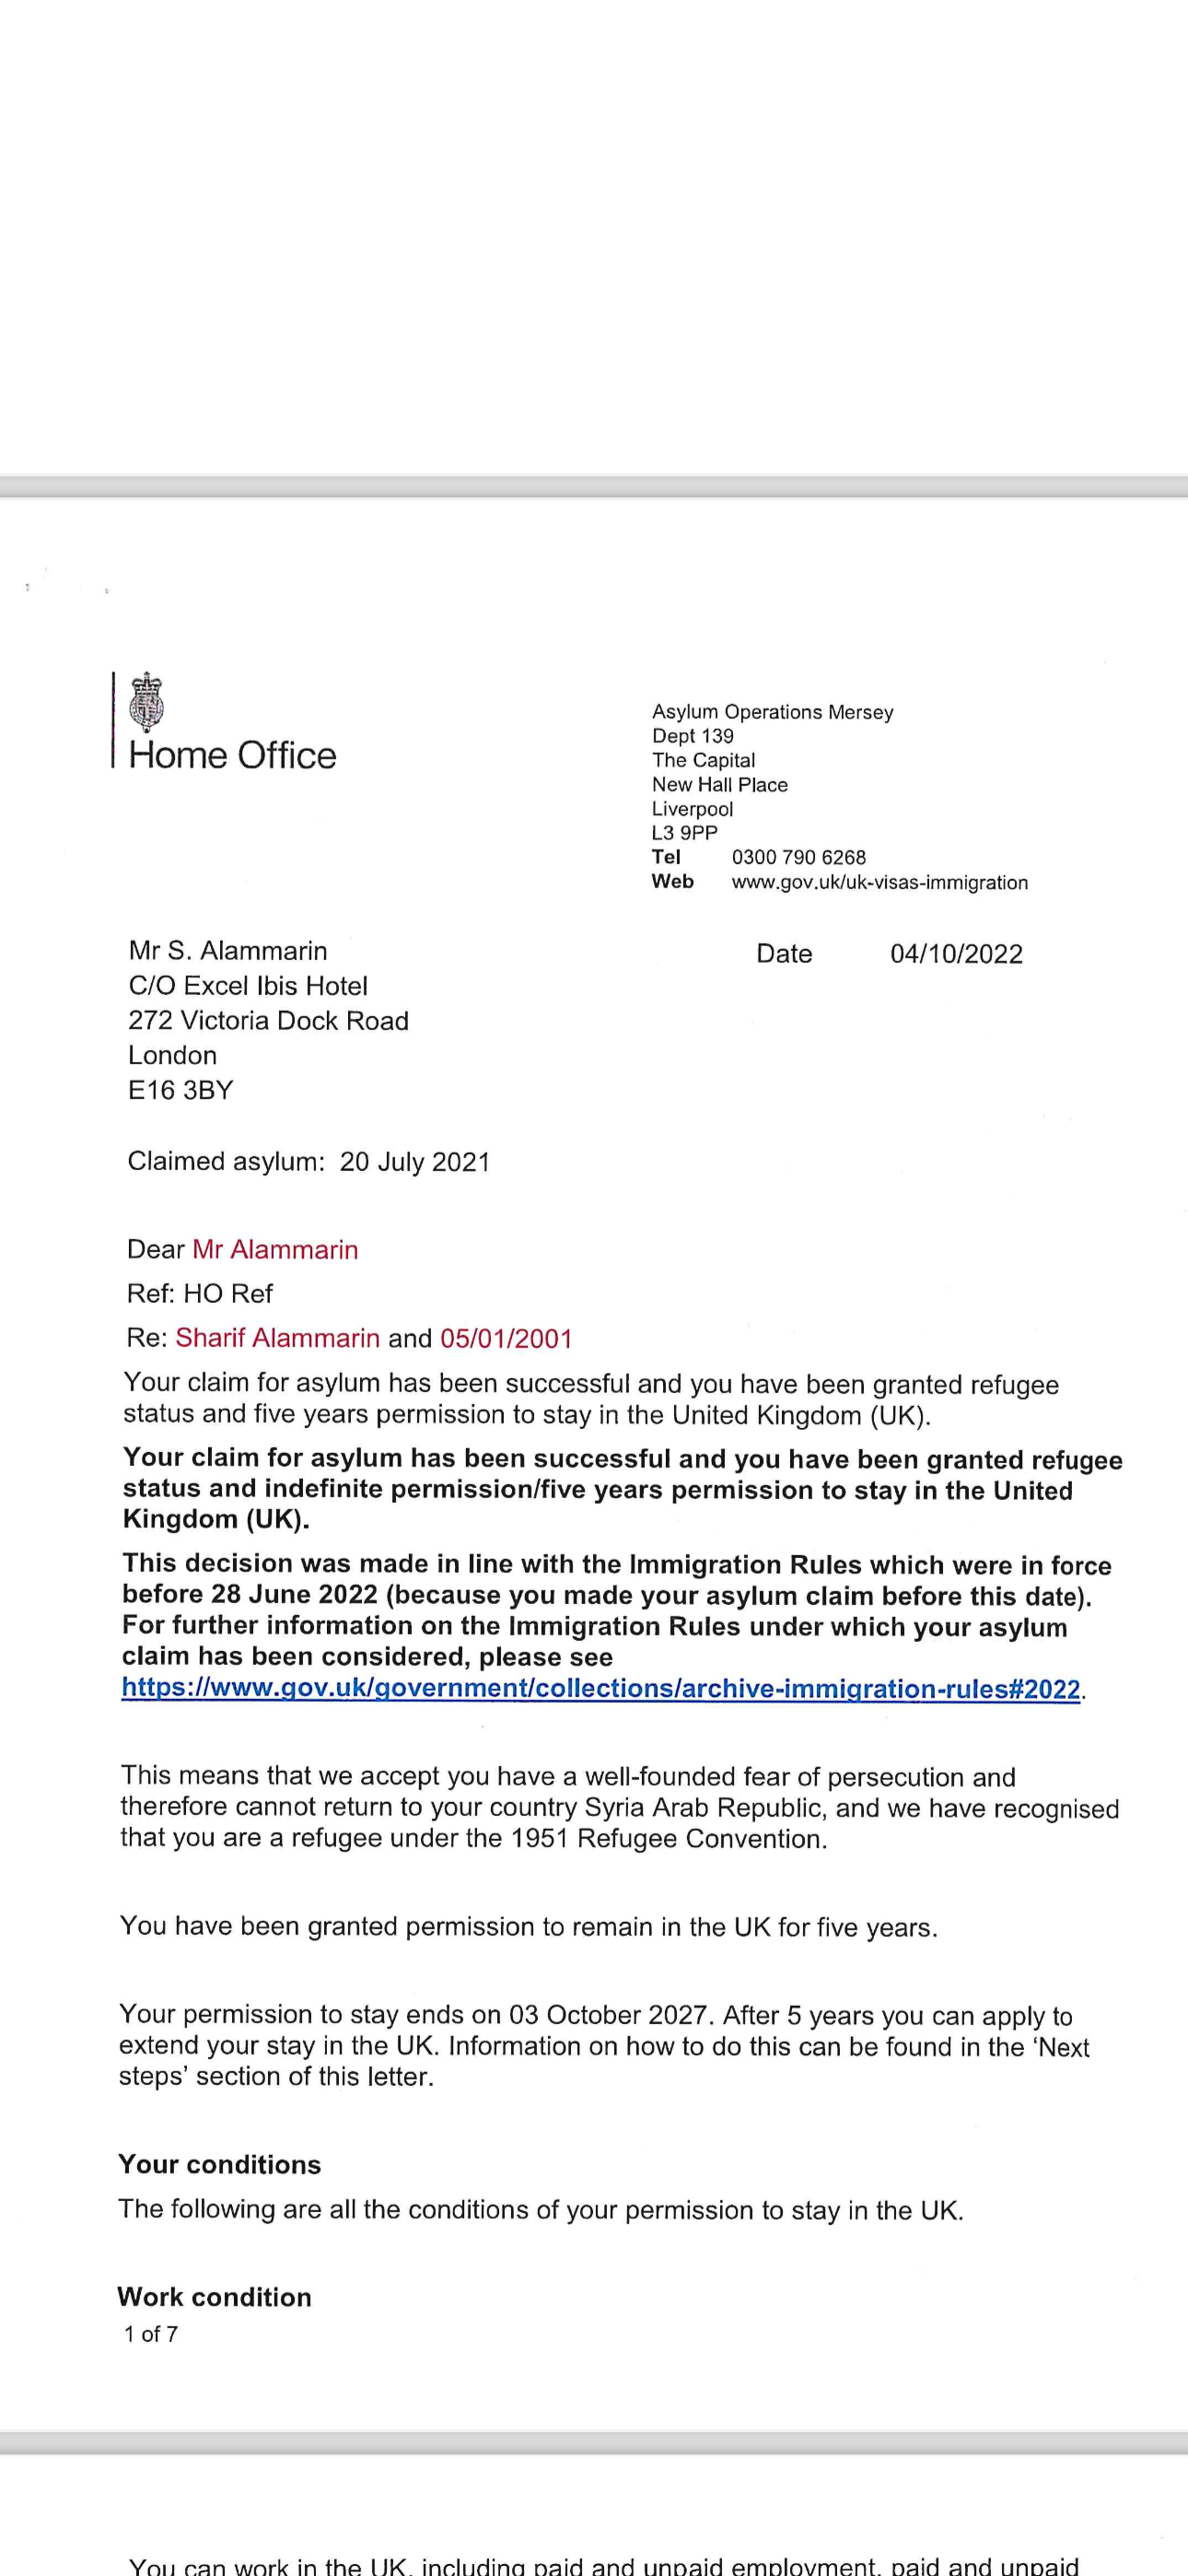 Home Office
Asylum Operations Mersey
Dept 139
The Capital
New Hall Place
Liverpool
L3 9PP
Tel 0300 790 6268
Web www.gov.uk/uk-visas-immigration
Mr S. Alammarin
C/O Excel Ibis Hotel
272 Victoria Dock Road
London
E16 3BY
Date 04/10/2022
Claimed asylum: 20 July 2021
Dear Mr Alammarin
Ref: HO Ref
Re: Sharif Alammarin and 05/01/2001
Your claim for asylum has been successful and you have been granted refugee
status and five years permission to stay in the United Kingdom (UK).
Your claim for asylum has been successful and you have been granted refugee
status and indefinite permission/five years permission to stay in the United
Kingdom (UK).
This decision was made in line with the Immigration Rules which were in force
before 28 June 2022 (because you made your asylum claim before this date).
For further information on the Immigration Rules under which your asylum
claim has been considered, please see
https://www.gov.uk/government/collections/archive-immigration-rules#2022.
This means that we accept you have a well-founded fear of persecution and
therefore cannot return to your country Syria Arab Republic, and we have recognised
that you are a refugee under the 1951 Refugee Convention.
You have been granted permission to remain in the UK for five years.
Your permission to stay ends on 03 October 2027. After 5 years you can apply to
extend your stay in the UK. Information on how to do this can be found in the ‘Next
steps’ section of this letter.
Your conditions
The following are all the conditions of your permission to stay in the UK.
Work condition
1 of 7
You can work in the UK, including paid and unpaid employment, paid and unpaid